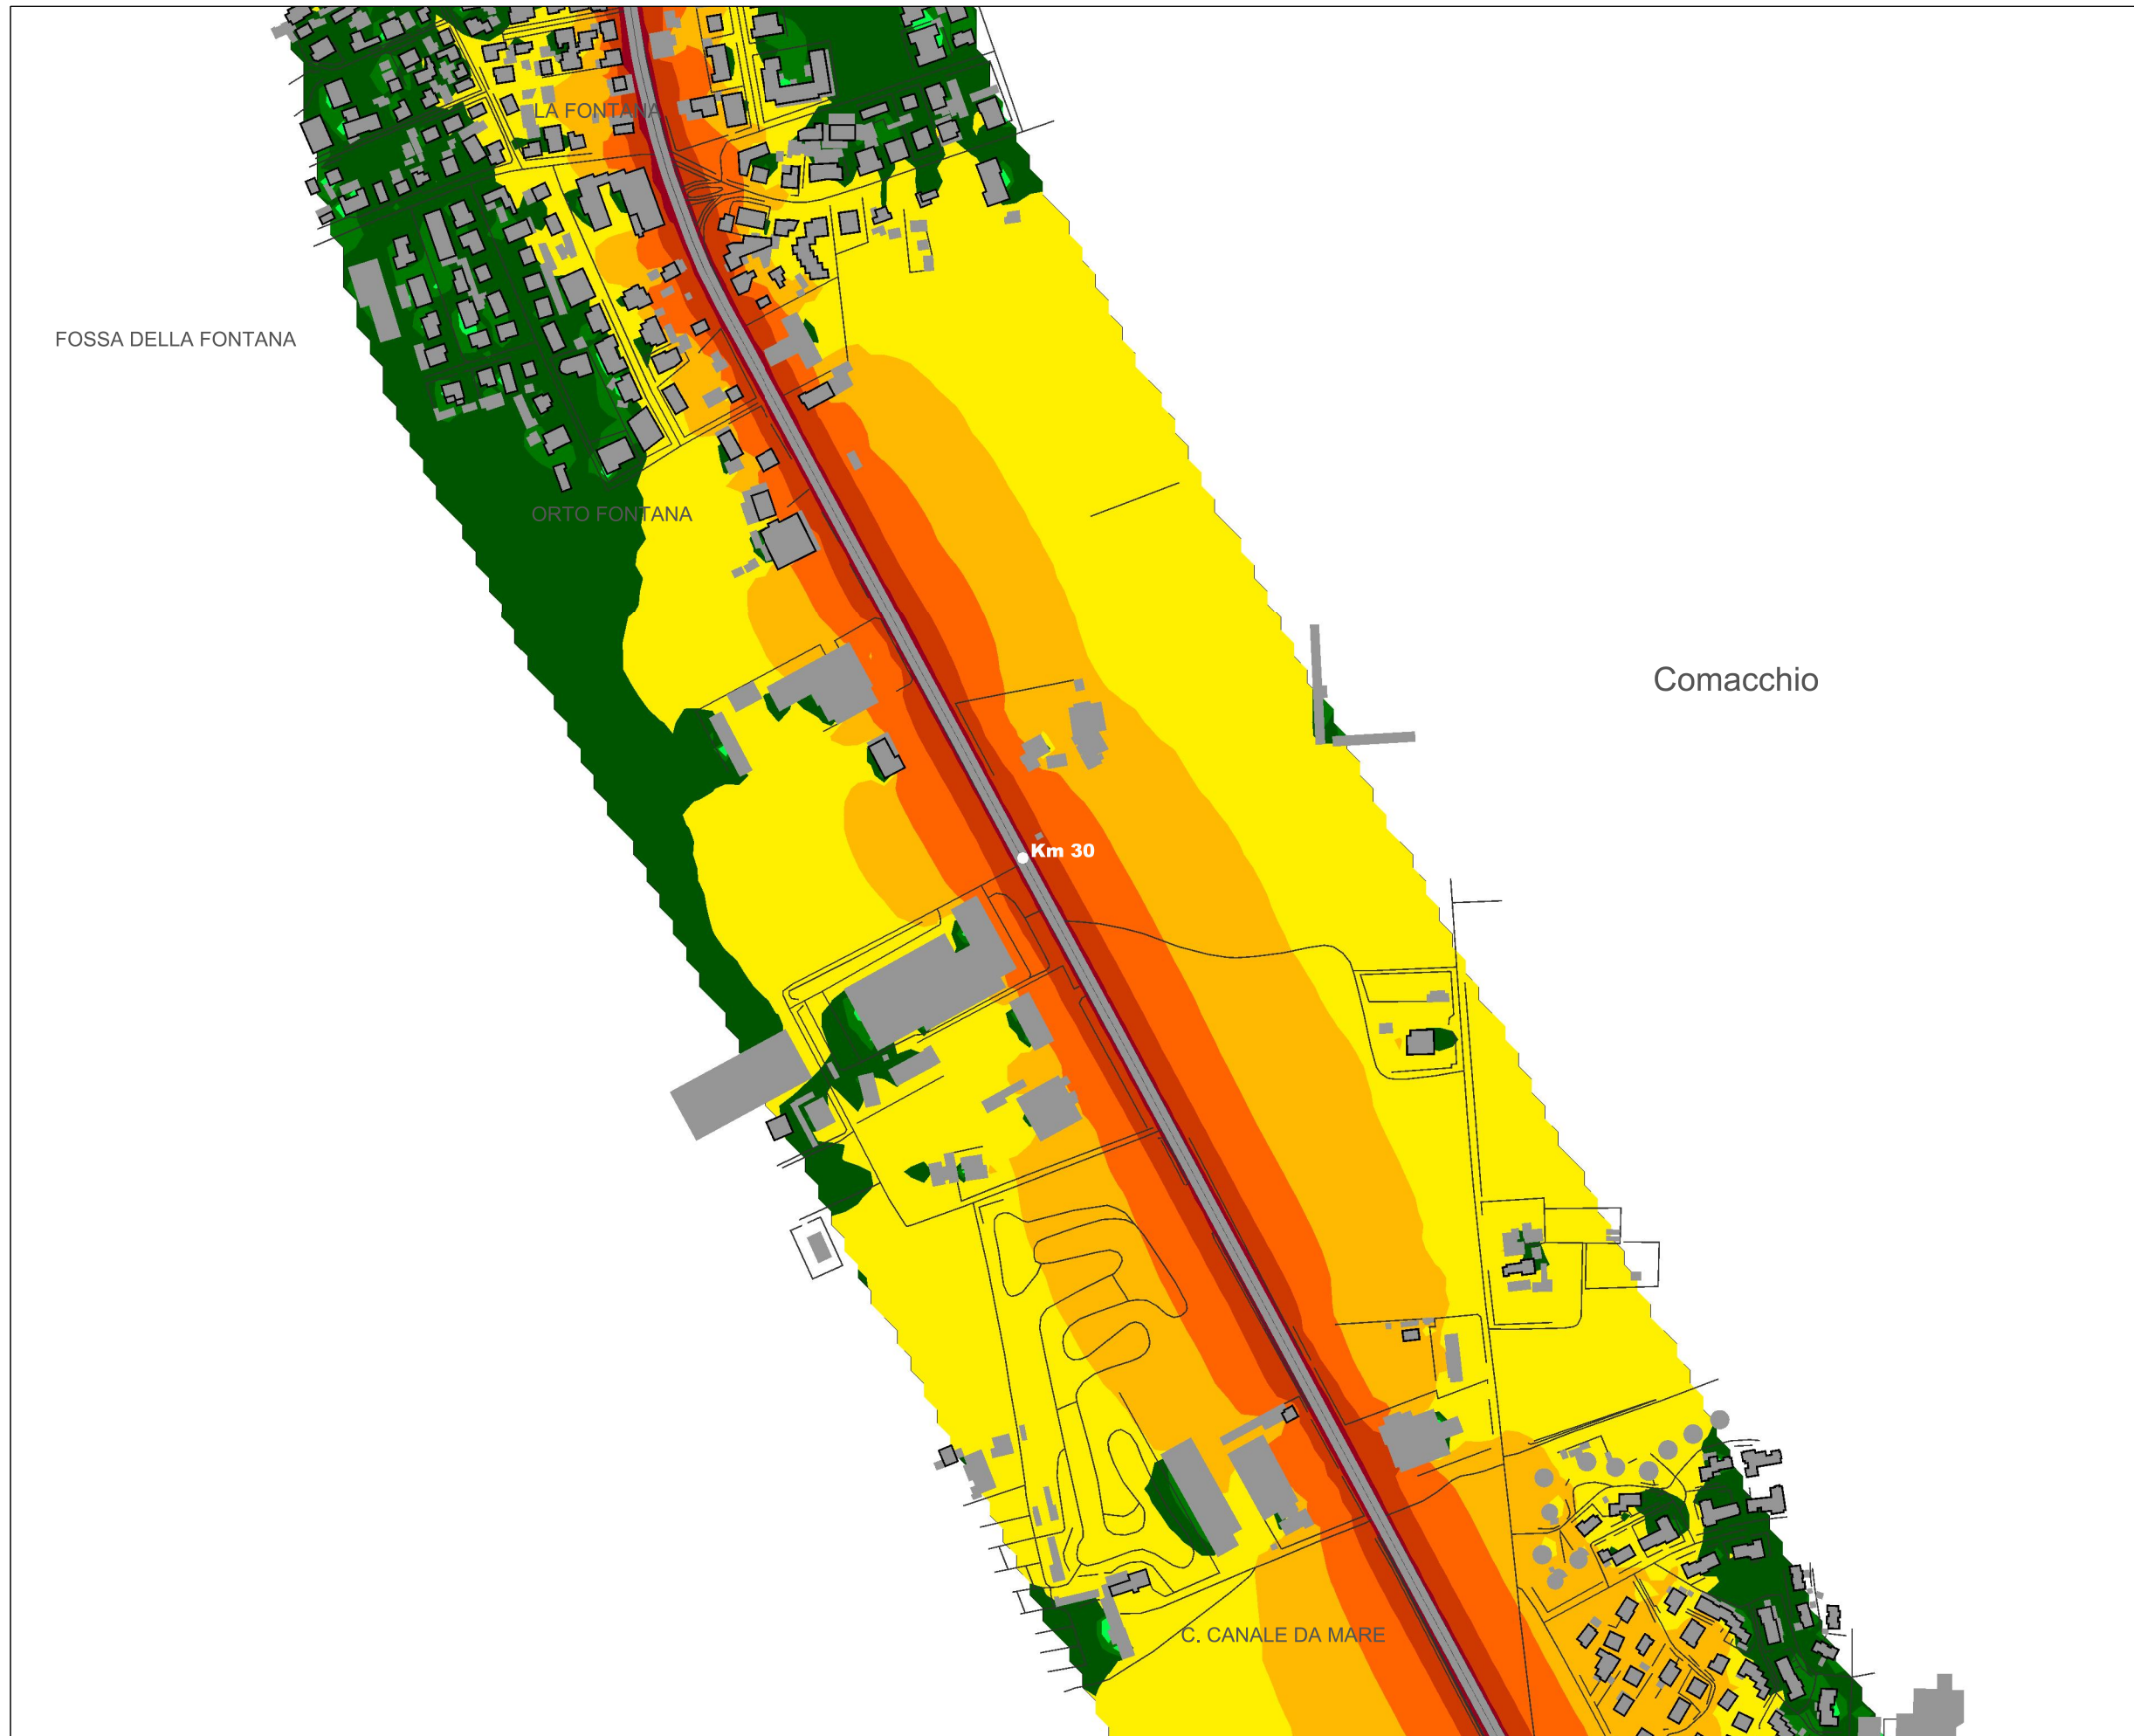 LA FONTANA
FOSSA DELLA FONTANA
ORTO FONTANA
Comacchio
Km 30
C. CANALE DA MARE